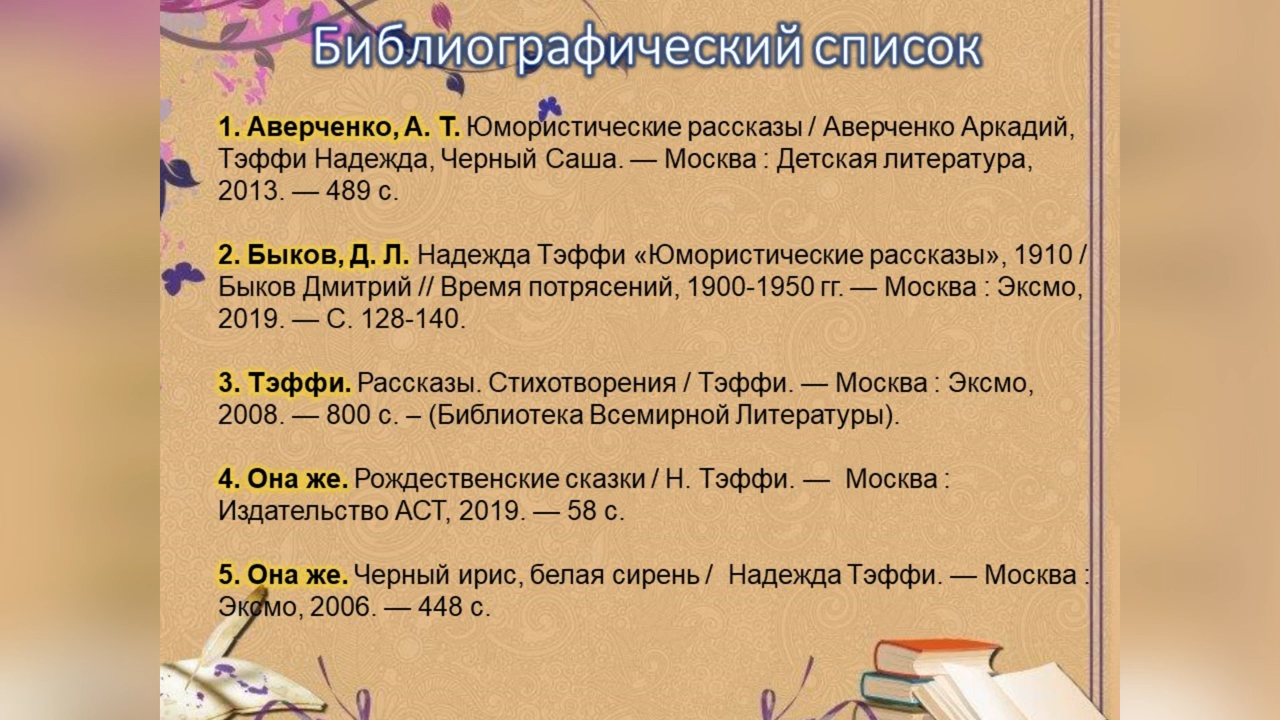 Библиографический список
1. Аверченко, А. Т. Юмористические рассказы / Аверченко Аркадий,
Тэффи Надежда, Черный Саша. — Москва : Детская литература,
2013. — 489 с.
2. Быков, Д. Л. Надежда Тэффи «Юмористические рассказы», 1910 /
Быков Дмитрий // Время потрясений, 1900-1950 гг. — Москва : Эксмо,
2019. — С. 128-140.
3. Тэффи. Рассказы. Стихотворения / Тэффи. — Москва : Эксмо,
2008. — 800 с. – (Библиотека Всемирной Литературы).
4. Она же. Рождественские сказки / Н. Тэффи. — Москва :
Издательство АСТ, 2019. — 58 с.
5. Она же. Черный ирис, белая сирень / Надежда Тэффи. — Москва :
Эксмо, 2006. — 448 с.